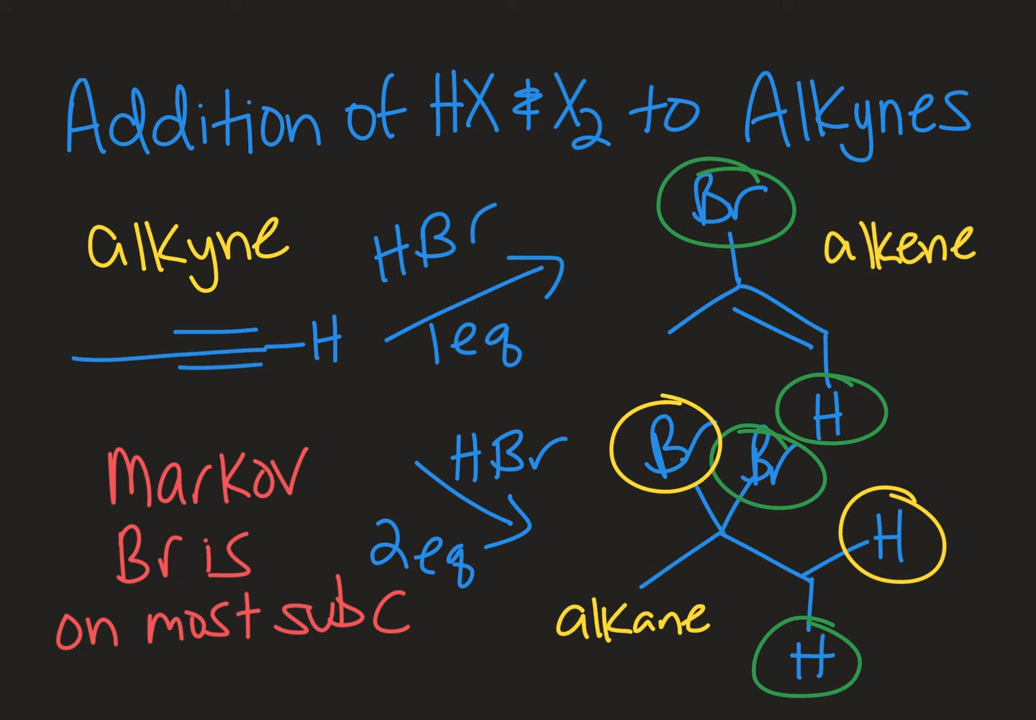 Addition of HX & X2 to Alkynes
alkyne
HBr
1eq
H
Br
alkene
H
Markov
Br is
on most sub C
HBr
2eq
Br
Br
H
alkane
H